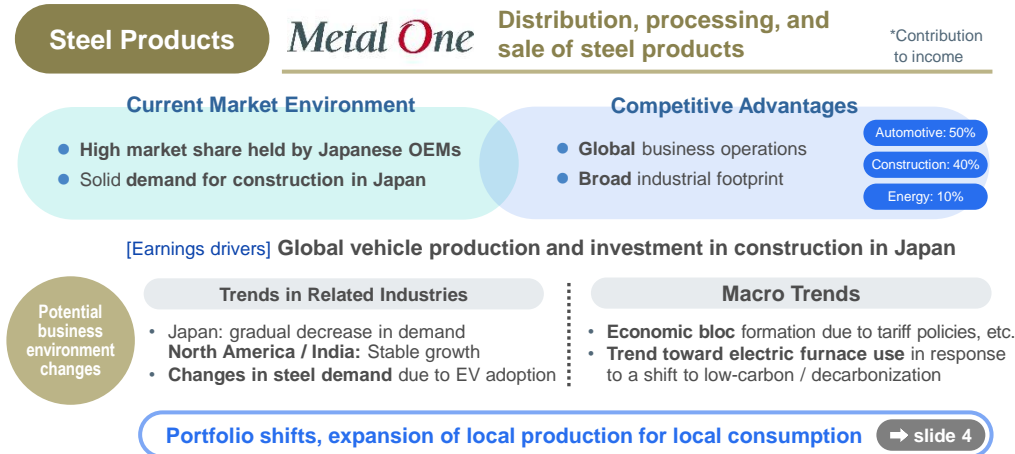 Steel Products
Metal One
Distribution, processing, and
sale of steel products
*Contribution
to income
Current Market Environment
● High market share held by Japanese OEMs
● Solid demand for construction in Japan
Competitive Advantages
● Global business operations
● Broad industrial footprint
Automotive: 50%
Construction: 40%
Energy: 10%
[Earnings drivers] Global vehicle production and investment in construction in Japan
Potential
business
environment
changes
Trends in Related Industries
• Japan: gradual decrease in demand
North America / India: Stable growth
• Changes in steel demand due to EV adoption
Macro Trends
• Economic bloc formation due to tariff policies, etc.
• Trend toward electric furnace use in response
to a shift to low-carbon / decarbonization
Portfolio shifts, expansion of local production for local consumption
➡ slide 4